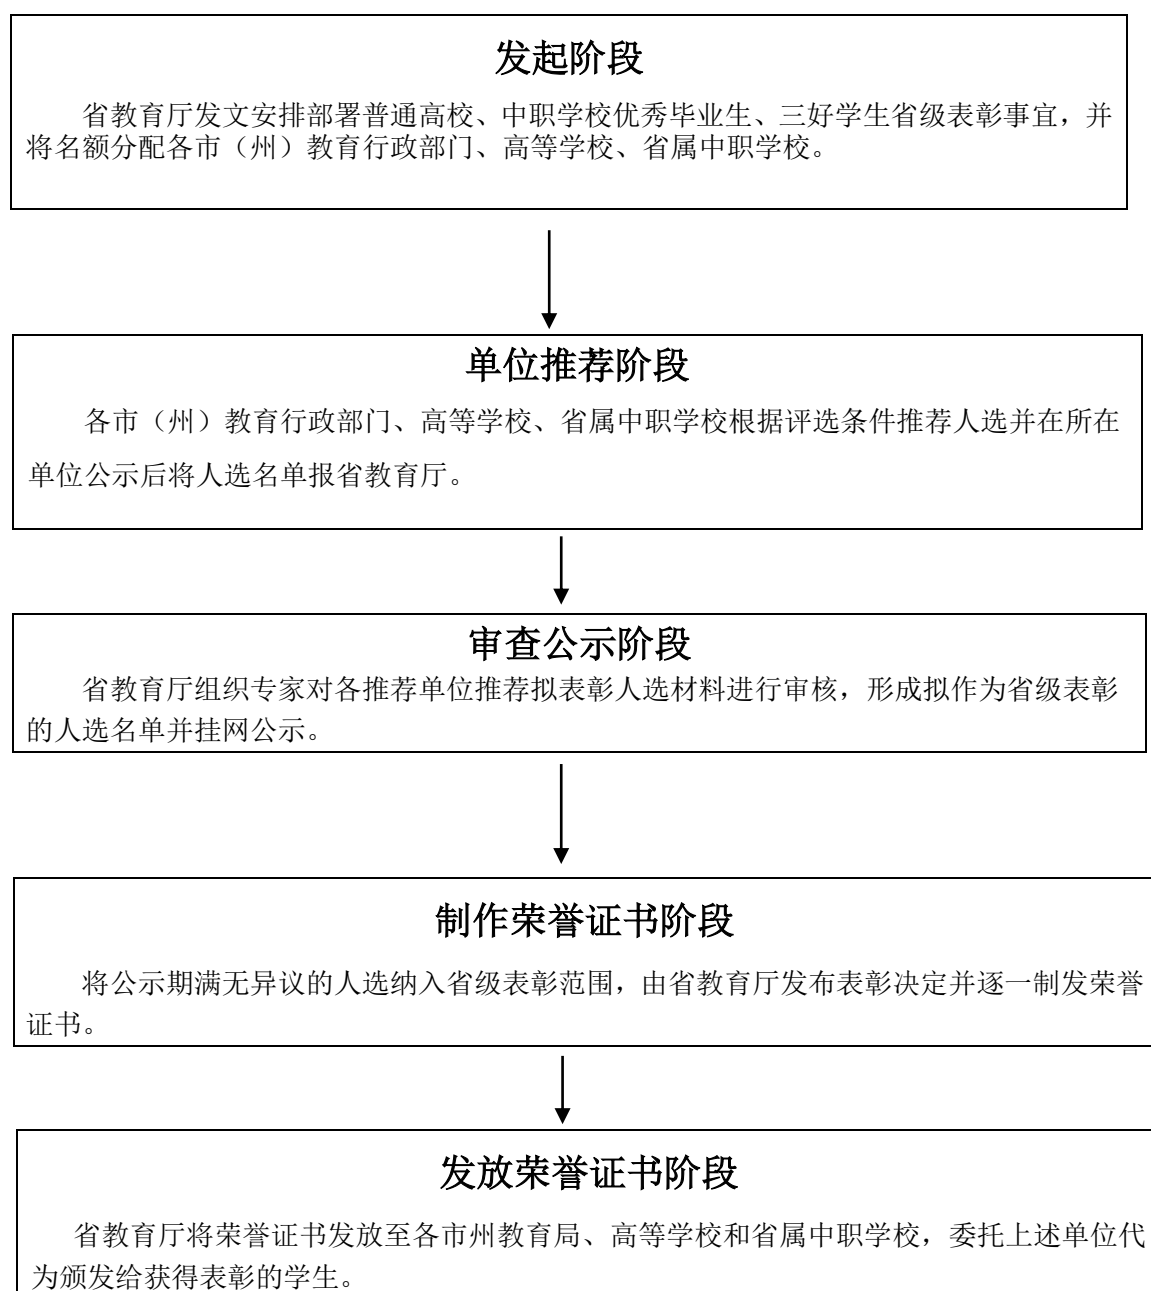 发起阶段
省教育厅发文安排部署普通高校、中职学校优秀毕业生、三好学生省级表彰事宜，并
将名额分配各市（州）教育行政部门、高等学校、省属中职学校。
单位推荐阶段
各市（州）教育行政部门、高等学校、省属中职学校根据评选条件推荐人选并在所在
单位公示后将人选名单报省教育厅。
审查公示阶段
省教育厅组织专家对各推荐单位推荐拟表彰人选材料进行审核，形成拟作为省级表彰
的人选名单并挂网公示。
制作荣誉证书阶段
将公示期满无异议的人选纳入省级表彰范围，由省教育厅发布表彰决定并逐一制发荣誉
证书。
发放荣誉证书阶段
省教育厅将荣誉证书发放至各市州教育局、高等学校和省属中职学校，委托上述单位代
为颁发给获得表彰的学生。